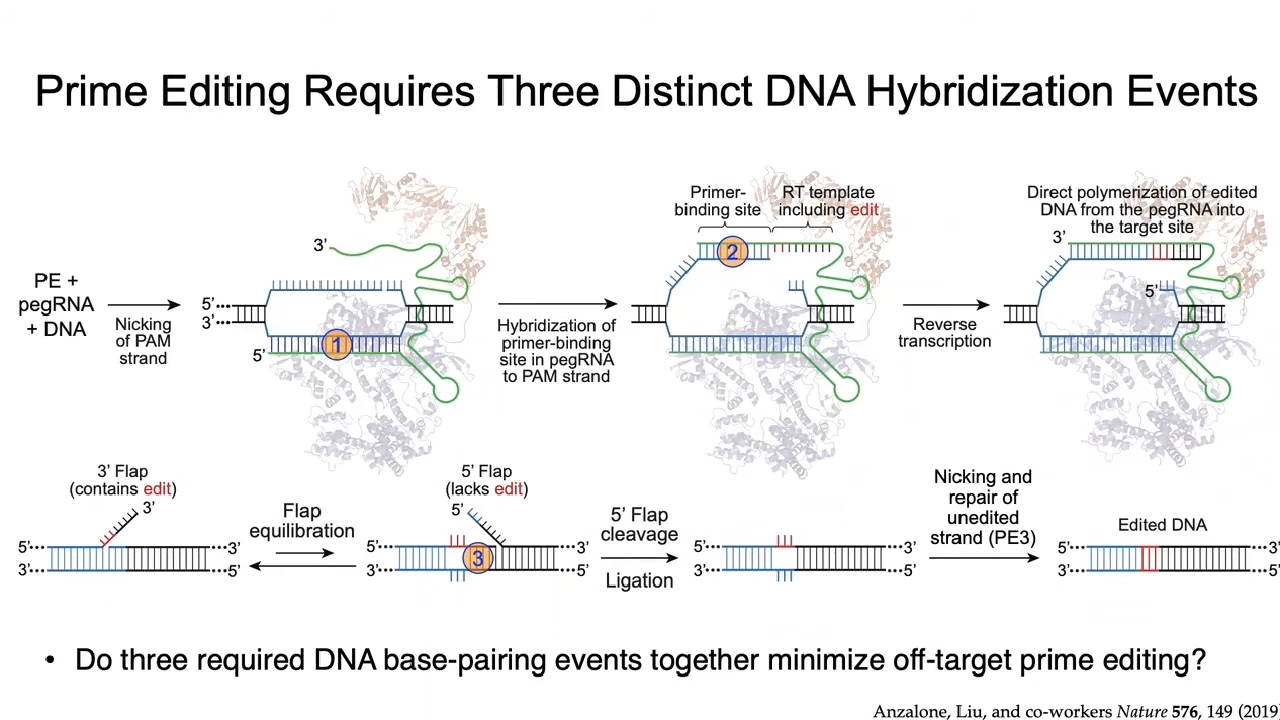 Prime Editing Requires Three Distinct DNA Hybridization Events
PE +
pegRNA
+ DNA
Nicking
of PAM
strand
3’
5’
3’
5’
1
Hybridization of
primer-binding
site in pegRNA
to PAM strand
Primer-
binding site
RT template
including edit
2
Reverse
transcription
Direct polymerization of edited
DNA from the pegRNA into
the target site
3’
5’
3’ Flap
(contains edit)
3’
5’
3’
3’
5’
Flap
equilibration
5’ Flap
(lacks edit)
5’
5’
3’
3
3’
5’
5’ Flap
cleavage
Ligation
5’
3’
3’
5’
Nicking and
repair of
unedited
strand (PE3)
Edited DNA
5’
3’
3’
5’
• Do three required DNA base-pairing events together minimize off-target prime editing?
Anzalone, Liu, and co-workers Nature 576, 149 (2019